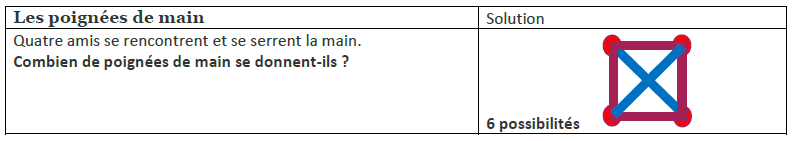 Les poignées de main
Solution
Quatre amis se rencontrent et se serrent la main.
Combien de poignées de main se donnent-ils ?
6 possibilités